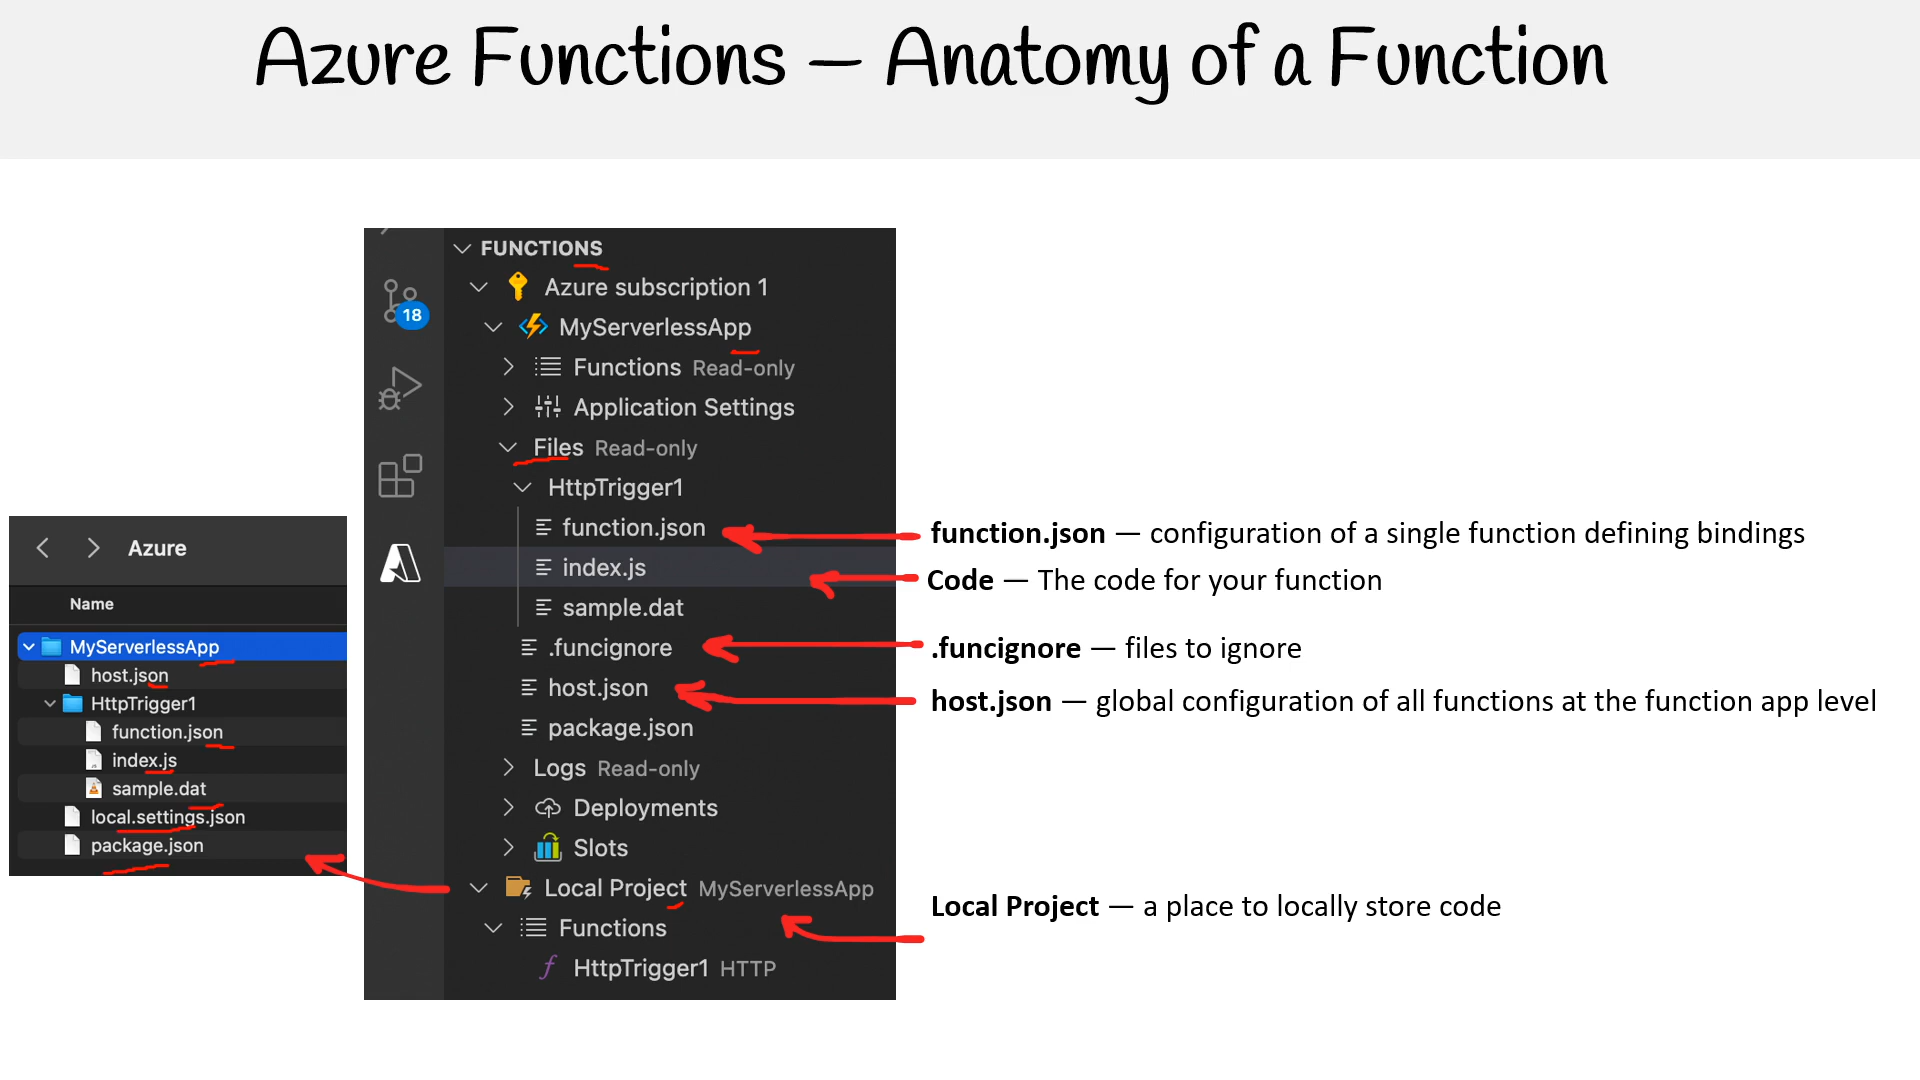 Azure Functions — Anatomy of a Function
FUNCTIONS
Azure subscription 1
MyServerlessApp
Functions Read-only
Application Settings
Files Read-only
HttpTrigger1
function.json
index.js
sample.dat
.funcignore
host.json
package.json
Logs Read-only
Deployments
Slots
Local Project MyServerlessApp
Functions
HttpTrigger1 HTTP
18
Azure
Name
MyServerlessApp
host.json
HttpTrigger1
function.json
index.js
sample.dat
local.settings.json
package.json
function.json — configuration of a single function defining bindings
Code — The code for your function
.funcignore — files to ignore
host.json — global configuration of all functions at the function app level
Local Project — a place to locally store code